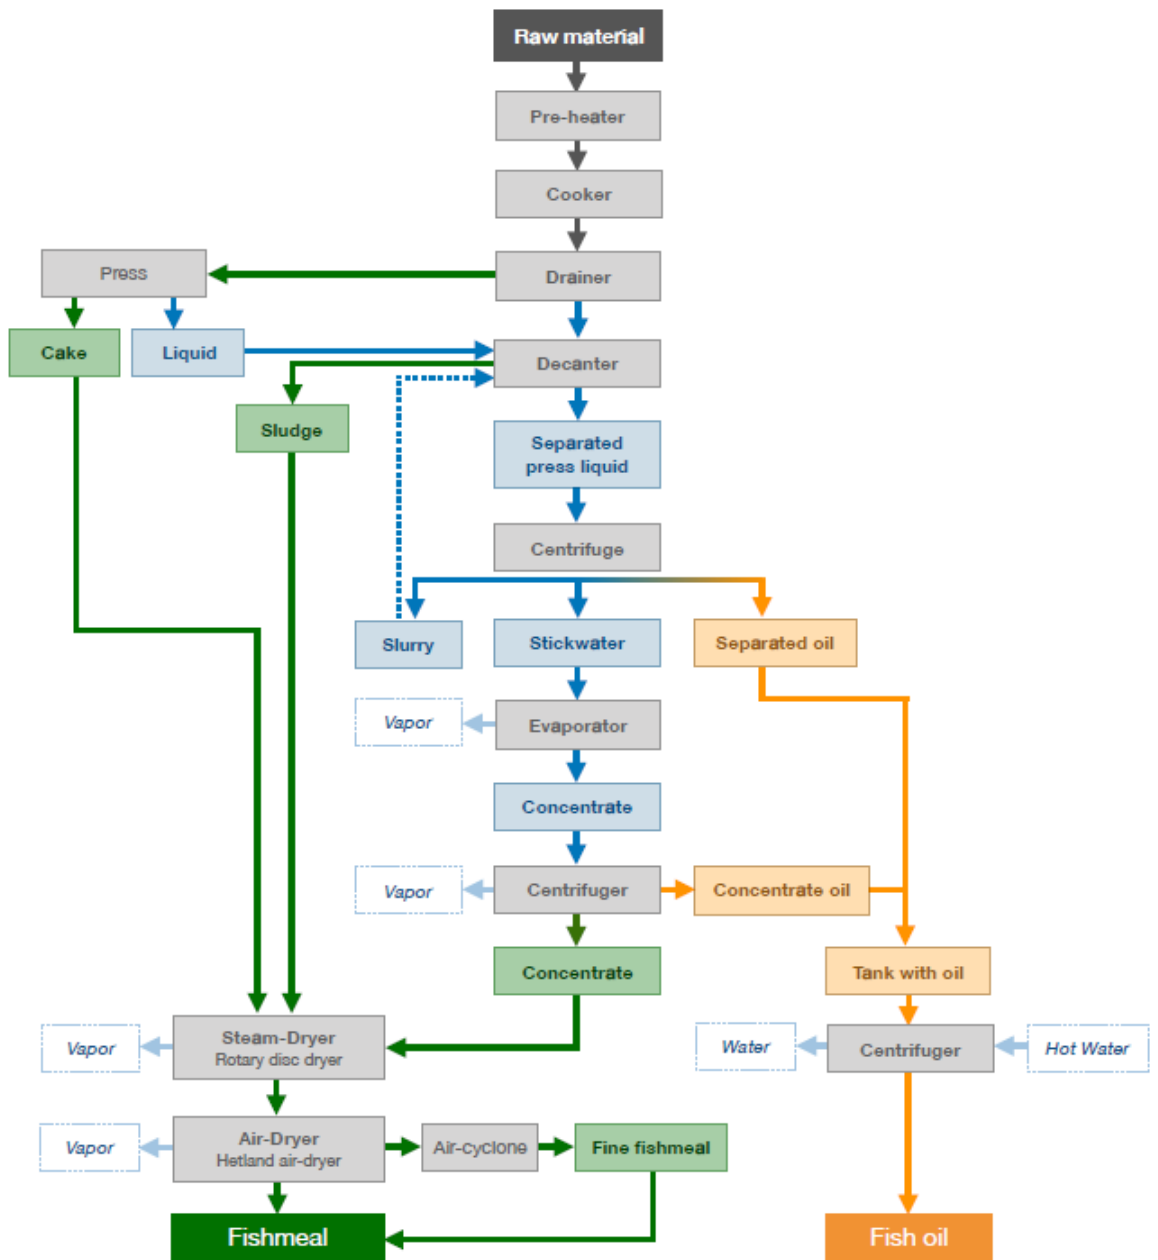 Raw material
Pre-heater
Cooker
Press
Drainer
Cake
Liquid
Decanter
Sludge
Separated
press liquid
Centrifuge
Slurry
Stickwater
Separated oil
Vapor
Evaporator
Concentrate
Vapor
Centrifuger
Concentrate oil
Concentrate
Tank with oil
Vapor
Steam-Dryer
Rotary disc dryer
Water
Centrifuger
Hot Water
Vapor
Air-Dryer
Hetland air-dryer
Air-cyclone
Fine fishmeal
Fishmeal
Fish oil